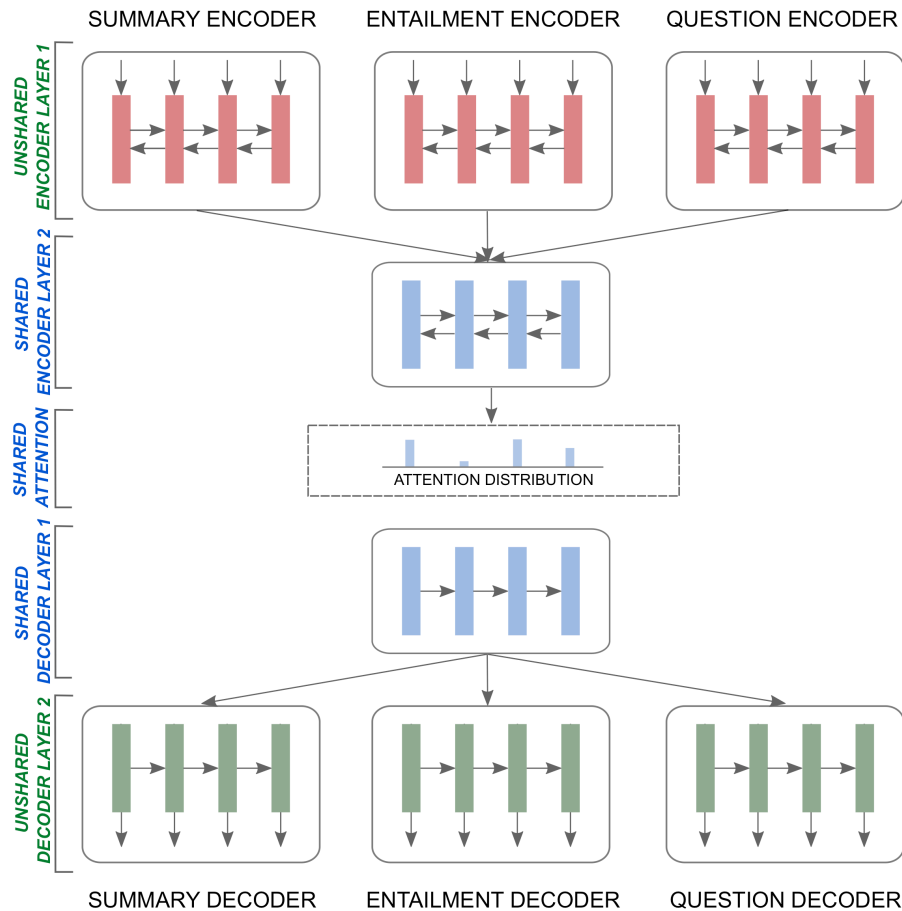 SUMMARY ENCODER
ENTAILMENT ENCODER
QUESTION ENCODER
UNSHARED
ENCODER LAYER 1
SHARED
ENCODER LAYER 2
SHARED
ATTENTION
ATTENTION DISTRIBUTION
SHARED
DECODER LAYER 1
UNSHARED
DECODER LAYER 2
SUMMARY DECODER
ENTAILMENT DECODER
QUESTION DECODER